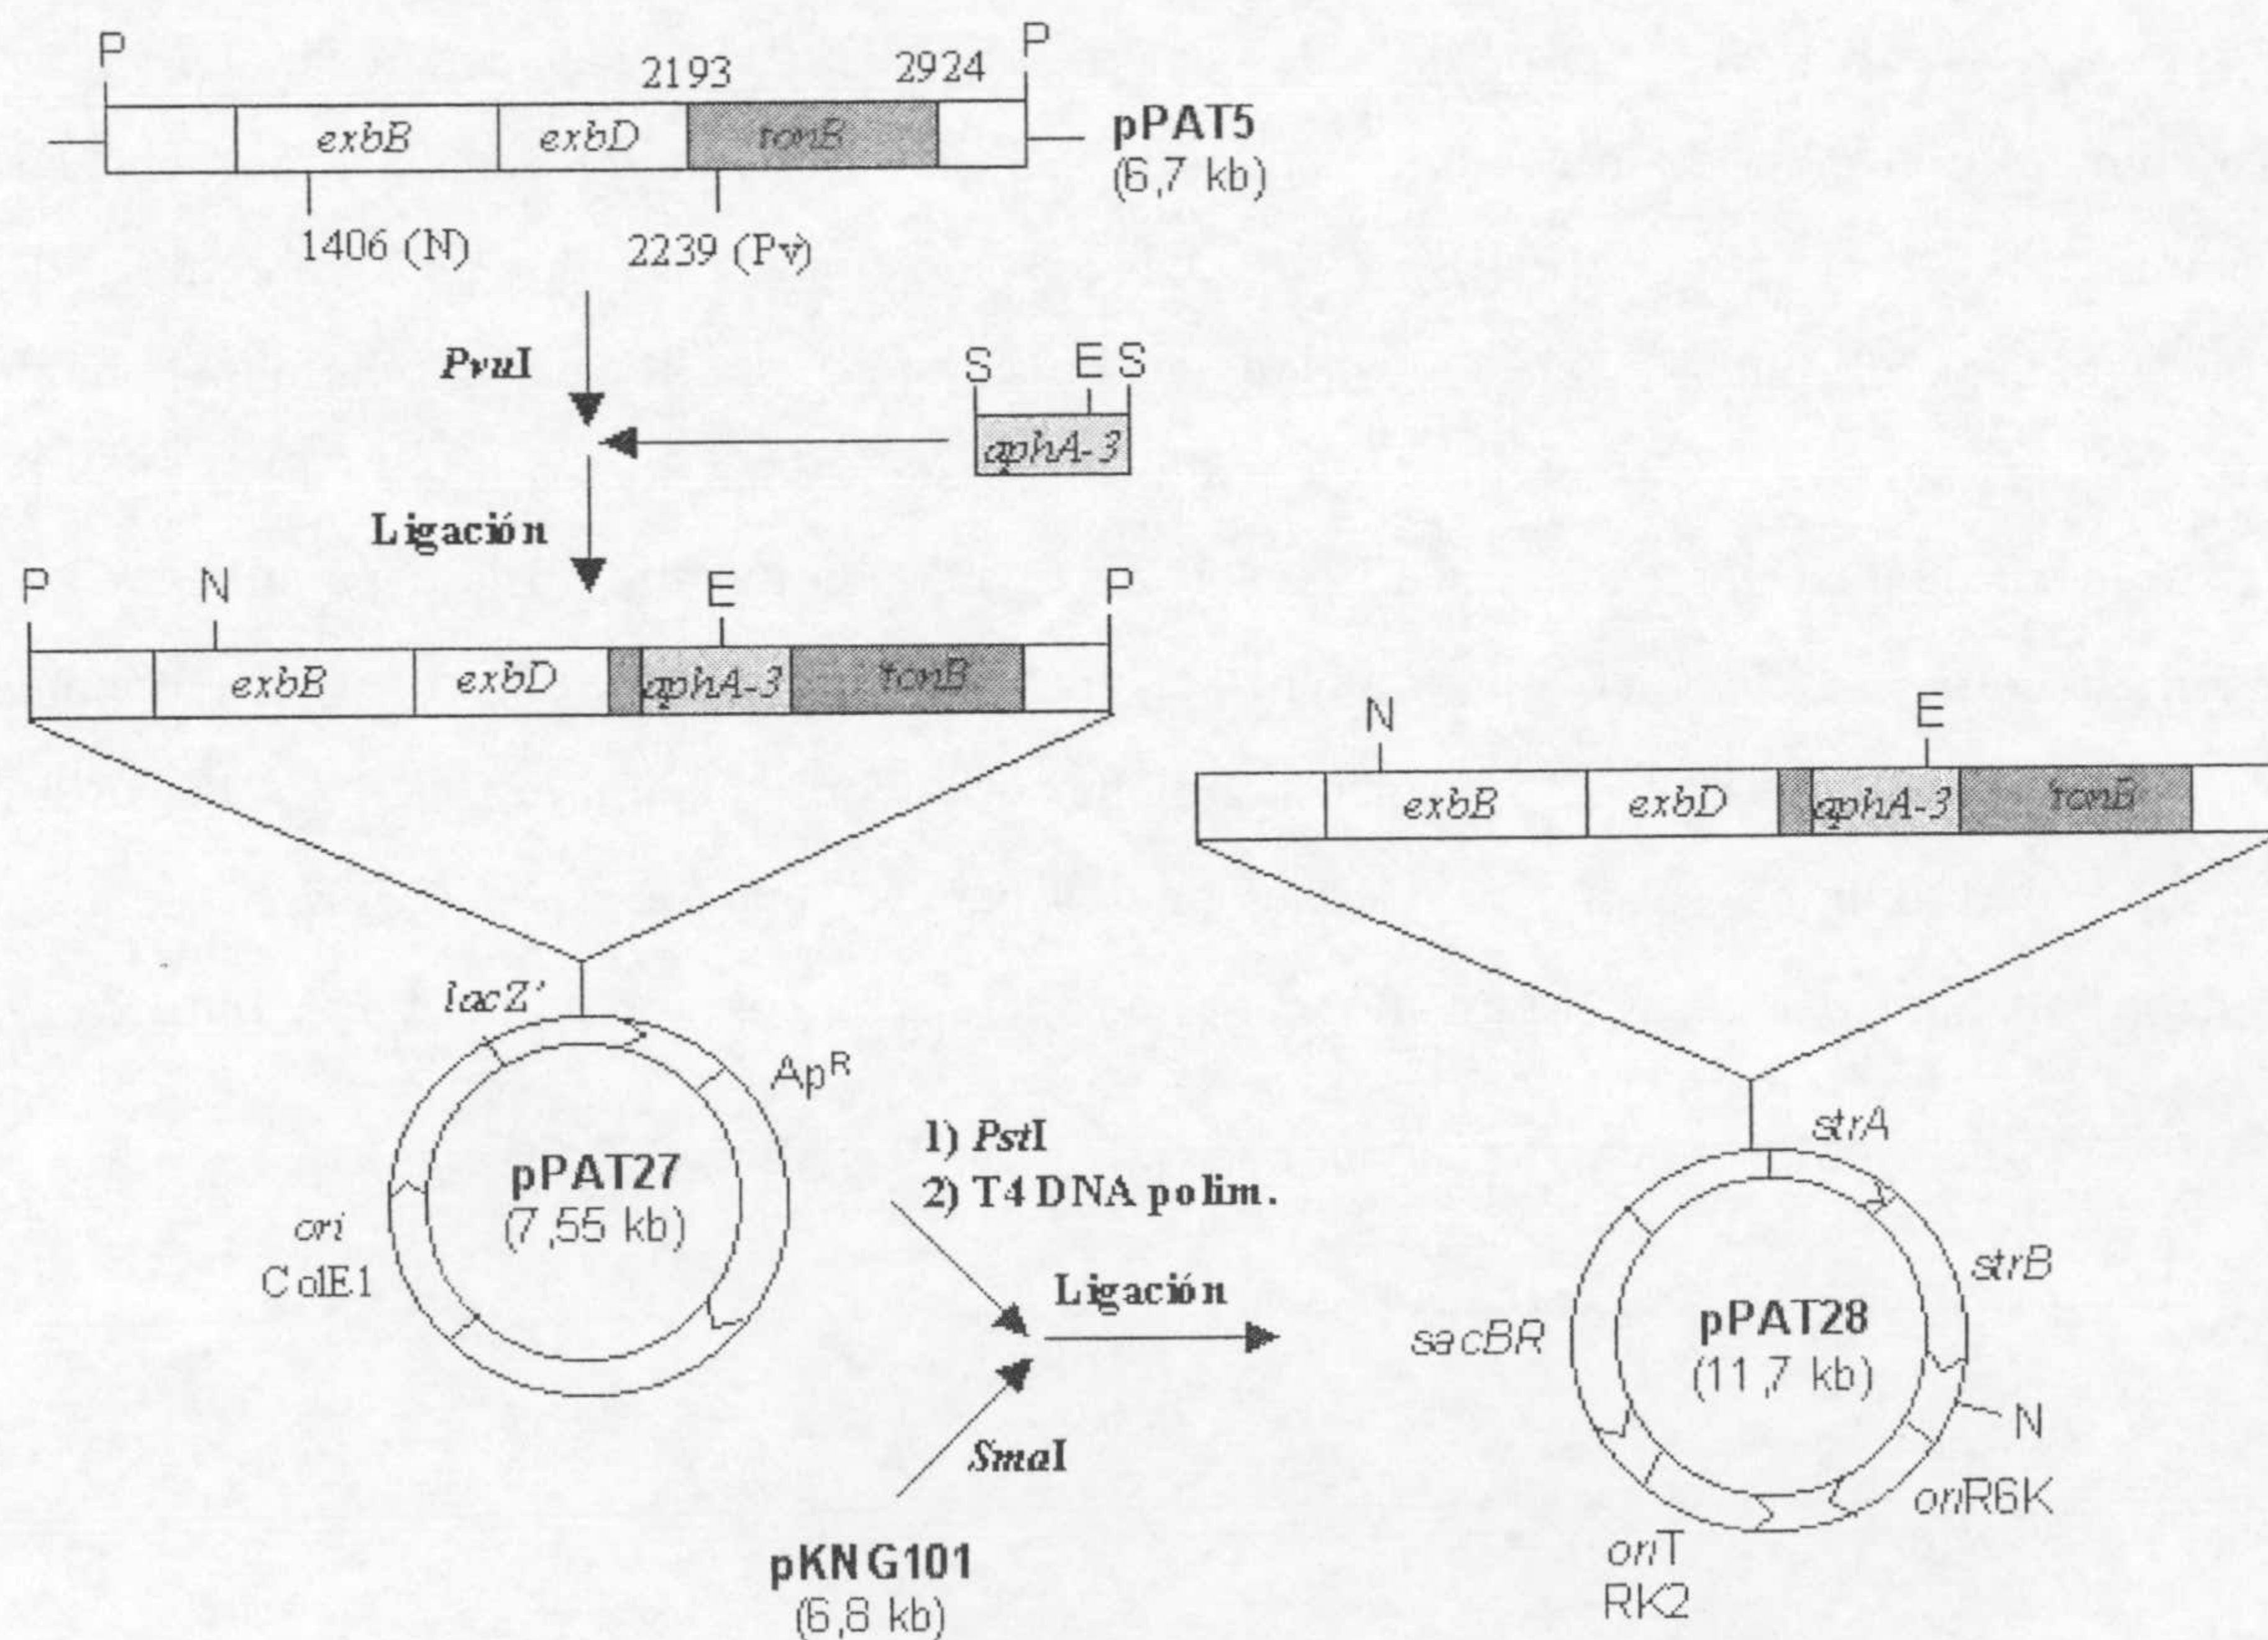 P
P
2193
2924
exbB
exbD
tonB
pPAT5
(6,7 kb)
1406 (N)
2239 (Pv)
PvuI
S
E
S
aphA-3
Ligación
P
N
E
P
exbB
exbD
aphA-3
tonB
N
E
exbB
exbD
aphA-3
tonB
lacZ'
ApR
strA
1) PstI
2) T4 DNA polim.
pPAT27
(7,55 kb)
ori
ColE1
strB
Ligación
sacBR
pPAT28
(11,7 kb)
N
SmaI
oriR6K
oriT
RK2
pKNG101
(6,8 kb)